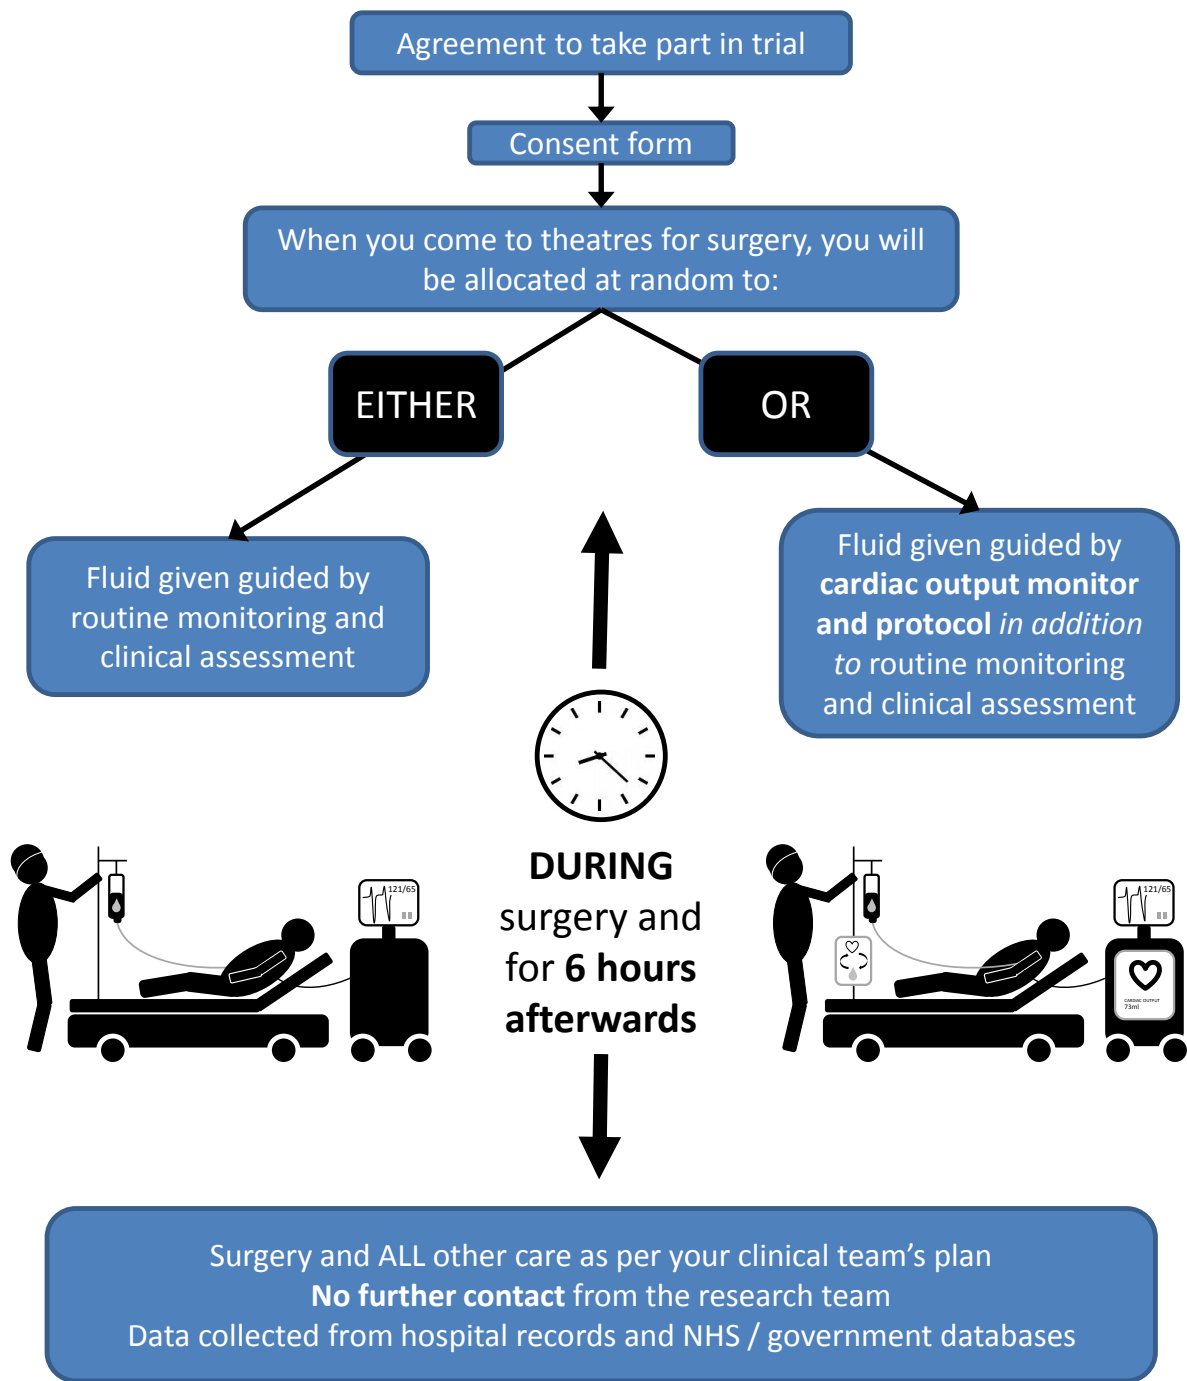 Agreement to take part in trial
Consent form
When you come to theatres for surgery, you will
be allocated at random to:
EITHER
OR
Fluid given guided by
routine monitoring and
clinical assessment
Fluid given guided by
cardiac output monitor
and protocol in addition
to routine monitoring
and clinical assessment
DURING
surgery and
for 6 hours
afterwards
121/65
121/65
CARDIAC OUTPUT
73ml
Surgery and ALL other care as per your clinical team’s plan
No further contact from the research team
Data collected from hospital records and NHS / government databases